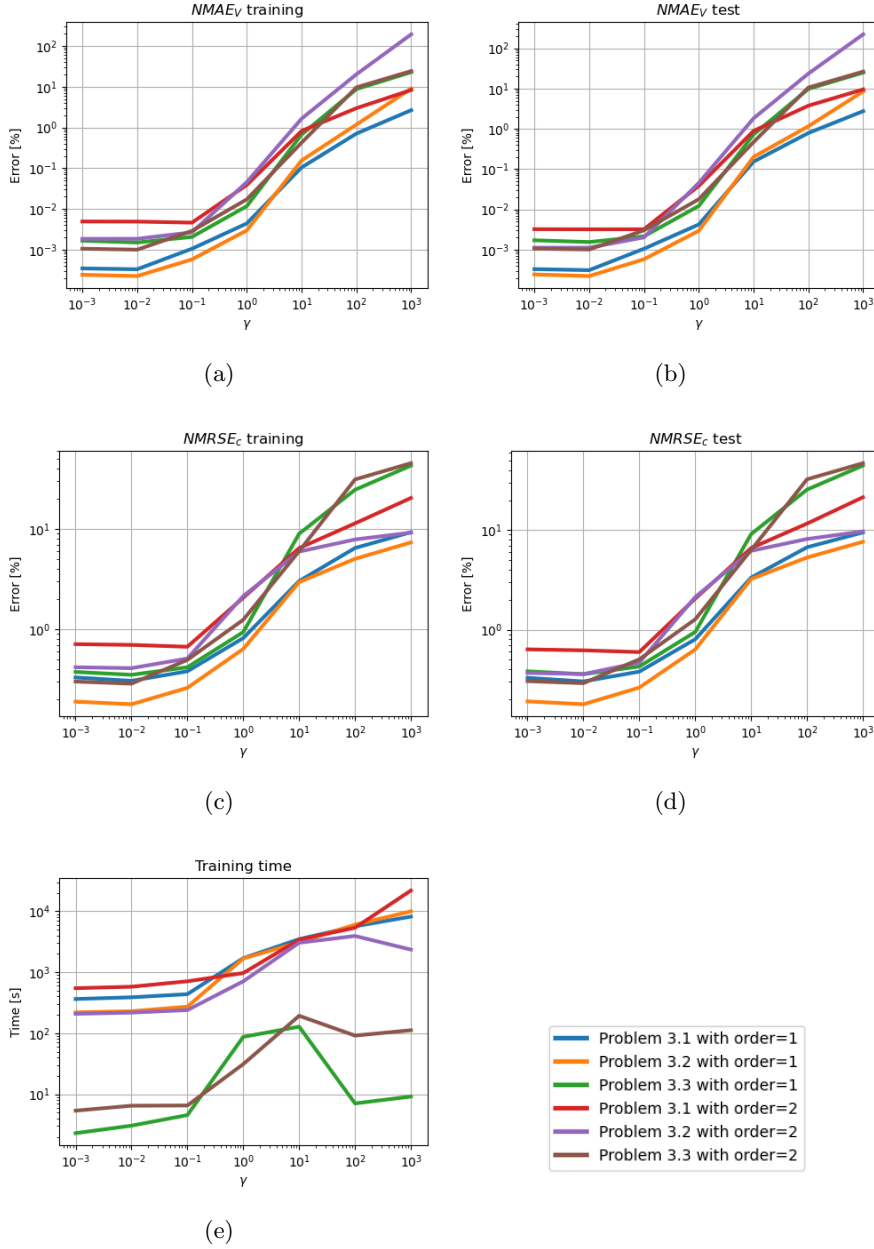 NMAE_V training
Error [%]
10^2
10^1
10^0
10^−1
10^−2
10^−3
10^−3 10^−2 10^−1 10^0 10^1 10^2 10^3
γ
(a)
NMAE_V test
Error [%]
10^2
10^1
10^0
10^−1
10^−2
10^−3
10^−3 10^−2 10^−1 10^0 10^1 10^2 10^3
γ
(b)
NMRSE_c training
Error [%]
10^1
10^0
10^−3 10^−2 10^−1 10^0 10^1 10^2 10^3
γ
(c)
NMRSE_c test
Error [%]
10^1
10^0
10^−3 10^−2 10^−1 10^0 10^1 10^2 10^3
γ
(d)
Training time
Time [s]
10^4
10^3
10^2
10^1
10^−3 10^−2 10^−1 10^0 10^1 10^2 10^3
γ
(e)
Problem 3.1 with order=1
Problem 3.2 with order=1
Problem 3.3 with order=1
Problem 3.1 with order=2
Problem 3.2 with order=2
Problem 3.3 with order=2